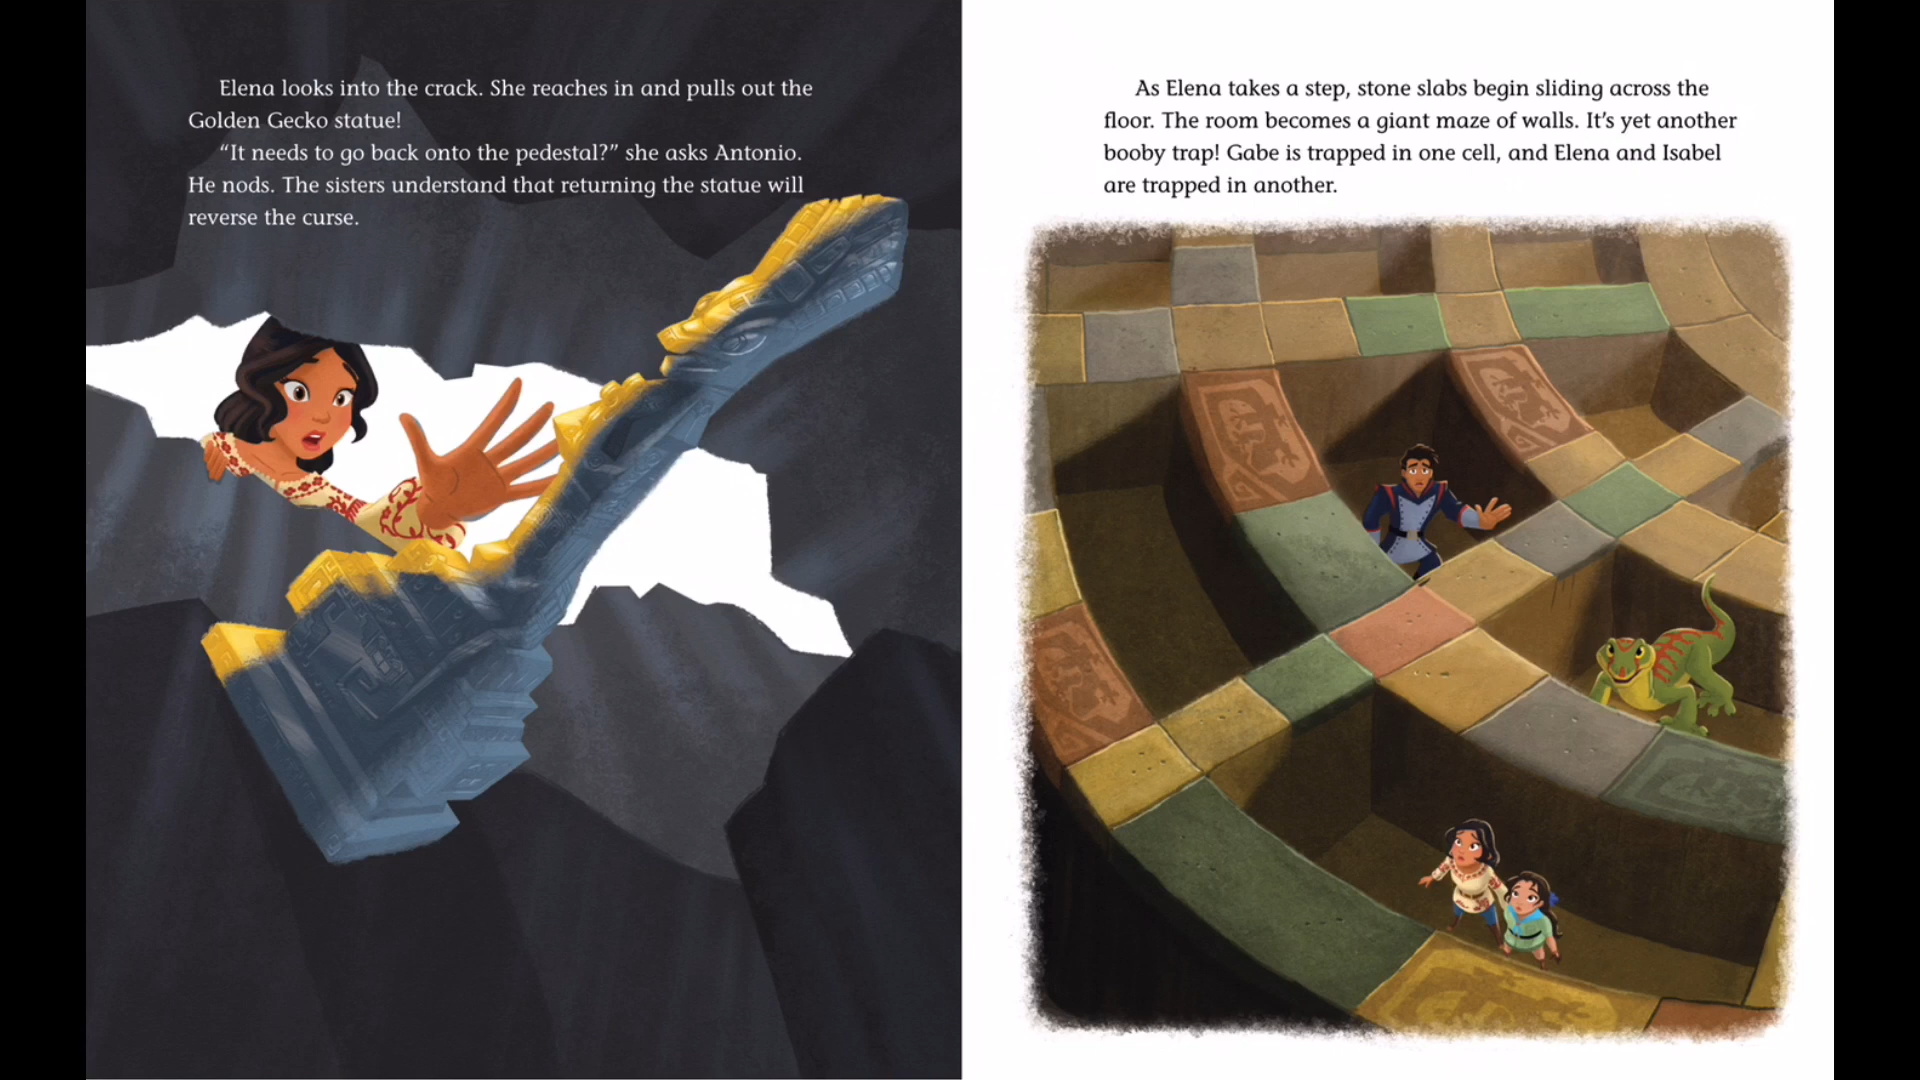 Elena looks into the crack. She reaches in and pulls out the
Golden Gecko statue!
“It needs to go back onto the pedestal?” she asks Antonio.
He nods. The sisters understand that returning the statue will
reverse the curse.
As Elena takes a step, stone slabs begin sliding across the
floor. The room becomes a giant maze of walls. It’s yet another
booby trap! Gabe is trapped in one cell, and Elena and Isabel
are trapped in another.